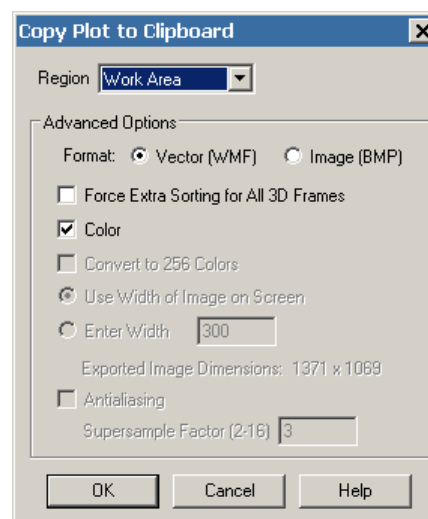 Copy Plot to Clipboard
Region Work Area
Advanced Options
Format: Vector (WMF) Image (BMP)
Force Extra Sorting for All 3D Frames
Color
Convert to 256 Colors
Use Width of Image on Screen
Enter Width 300
Exported Image Dimensions: 1371 x 1069
Antialiasing
Supersample Factor (2-16) 3
OK Cancel Help